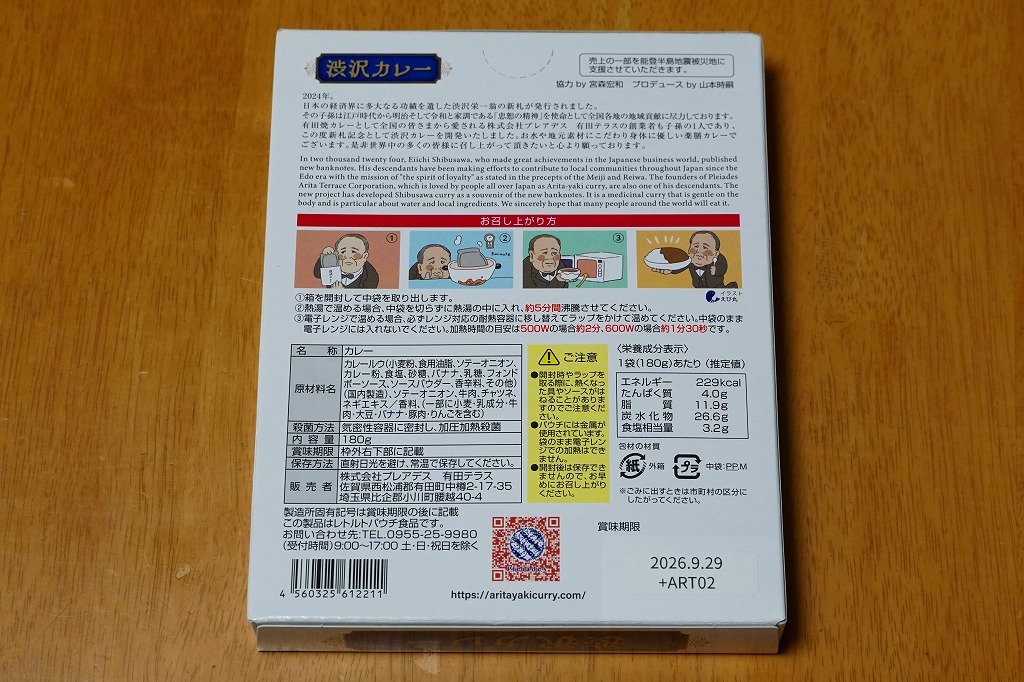 渋沢カレー
売上の一部を能登半島地震被災地に
支援させていただきます。
協力 by 宮森宏和 プロデュース by 山本時嗣
2024年。
日本の経済界に多大なる功績を遺した渋沢栄一翁の新札が発行されました。
その子孫は江戸時代から明治そして令和と家訓である「忠恕の精神」を使命として全国各地の地域貢献に尽力しております。
有田焼カレーとして全国の皆さまから愛される株式会社プレアデス 有田テラスの創業者も子孫の1人であり、
この度新札記念として渋沢カレーを開発いたしました。お水や地元素材にこだわり身体に優しい薬膳カレーで
ございます。是非世界中の多くの皆様に召し上がって頂きたいと心より願っております。
In two thousand twenty four, Eiichi Shibusawa, who made great achievements in the Japanese business world, published
new banknotes. His descendants have been making efforts to contribute to local communities throughout Japan since the
Edo era with the mission of "the spirit of loyalty" as stated in the precepts of the Meiji and Reiwa. The founders of Pleiades
Arita Terrace Corporation, which is loved by people all over Japan as Arita-yaki curry, are also one of his descendants. The
new project has developed Shibusawa curry as a souvenir of the new banknotes. It is a medicinal curry that is gentle on the
body and is particular about water and local ingredients. We sincerely hope that many people around the world will eat it.
お召し上がり方
① ② ③
5minute
イラスト
えび丸
①箱を開封して中袋を取り出します。
②熱湯で温める場合、中袋を切らずに熱湯の中に入れ、約5分間沸騰させてください。
③電子レンジで温める場合、必ずレンジ対応の耐熱容器に移し替えてラップをかけて温めてください。中袋のまま
電子レンジには入れないでください。加熱時間の目安は500Wの場合約2分、600Wの場合約1分30秒です。
名 称 カレー
原材料名 カレールウ(小麦粉、食用油脂、ソテーオニオン、
カレー粉、食塩、砂糖、バナナ、乳糖、フォンド
ボーソース、ソースパウダー、香辛料、その他)
(国内製造)、ソテーオニオン、牛肉、チャツネ、
ネギエキス／香料、(一部に小麦・乳成分・牛
肉・大豆・バナナ・豚肉・りんごを含む)
殺菌方法 気密性容器に密封し、加圧加熱殺菌
内 容 量 180g
賞味期限 枠外右下部に記載
保存方法 直射日光を避け、常温で保存してください。
販 売 者 株式会社プレアデス 有田テラス
佐賀県西松浦郡有田町中樽2-17-35
埼玉県比企郡小川町腰越40-4
ご注意
●開封時やラップを
取る際に、熱くなっ
た具やソースがは
ねることがありま
すのでご注意くだ
さい。
●パウチには金属が
使用されています。
袋のまま電子レン
ジでの加熱はでき
ません。
●開封後は保存でき
ませんので、お早
めにお召し上がり
ください。
〈栄養成分表示〉
1袋(180g)あたり (推定値)
エネルギー 229kcal
たんぱく質 4.0g
脂 質 11.9g
炭水化物 26.6g
食塩相当量 3.2g
包材の材質
紙 外箱 プラ 中袋:PP,M
※ごみに出すときは市町村の区分に
したがってください。
製造所固有記号は賞味期限の後に記載
この製品はレトルトパウチ食品です。
お問い合わせ先:TEL.0955-25-9980
(受付時間)9:00〜17:00 土・日・祝日を除く
賞味期限
2026.9.29
+ART02
4 560325 612211
https://aritayakicurry.com/